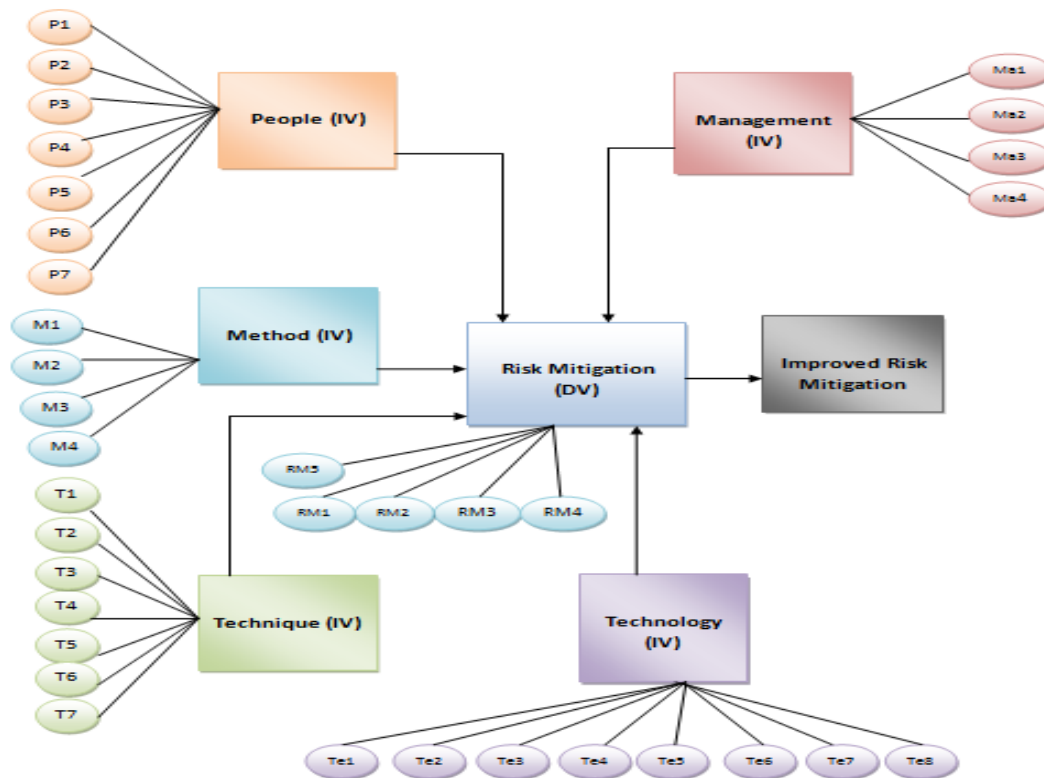 P1
P2
P3
P4
P5
P6
P7
People (IV)
Management
(IV)
Ma1
Ma2
Ma3
Ma4
M1
M2
M3
M4
Method (IV)
Risk Mitigation
(DV)
Improved Risk
Mitigation
RM5
RM1
RM2
RM3
RM4
T1
T2
T3
T4
T5
T6
T7
Technique (IV)
Technology
(IV)
Te1
Te2
Te3
Te4
Te5
Te6
Te7
Te8